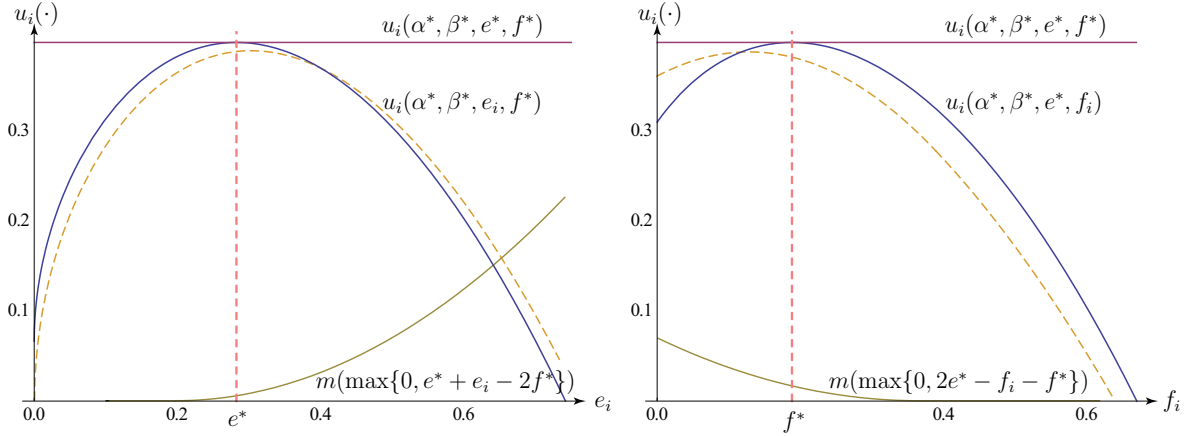 u_i(·)
u_i(α*, β*, e*, f*)
u_i(α*, β*, e_i, f*)
0.3
0.2
0.1
m(max{0, e* + e_i − 2f*})
0.0 0.2 e* 0.4 0.6 e_i
u_i(·)
u_i(α*, β*, e*, f*)
u_i(α*, β*, e*, f_i)
0.3
0.2
0.1
m(max{0, 2e* − f_i − f*})
0.0 f* 0.4 0.6 f_i